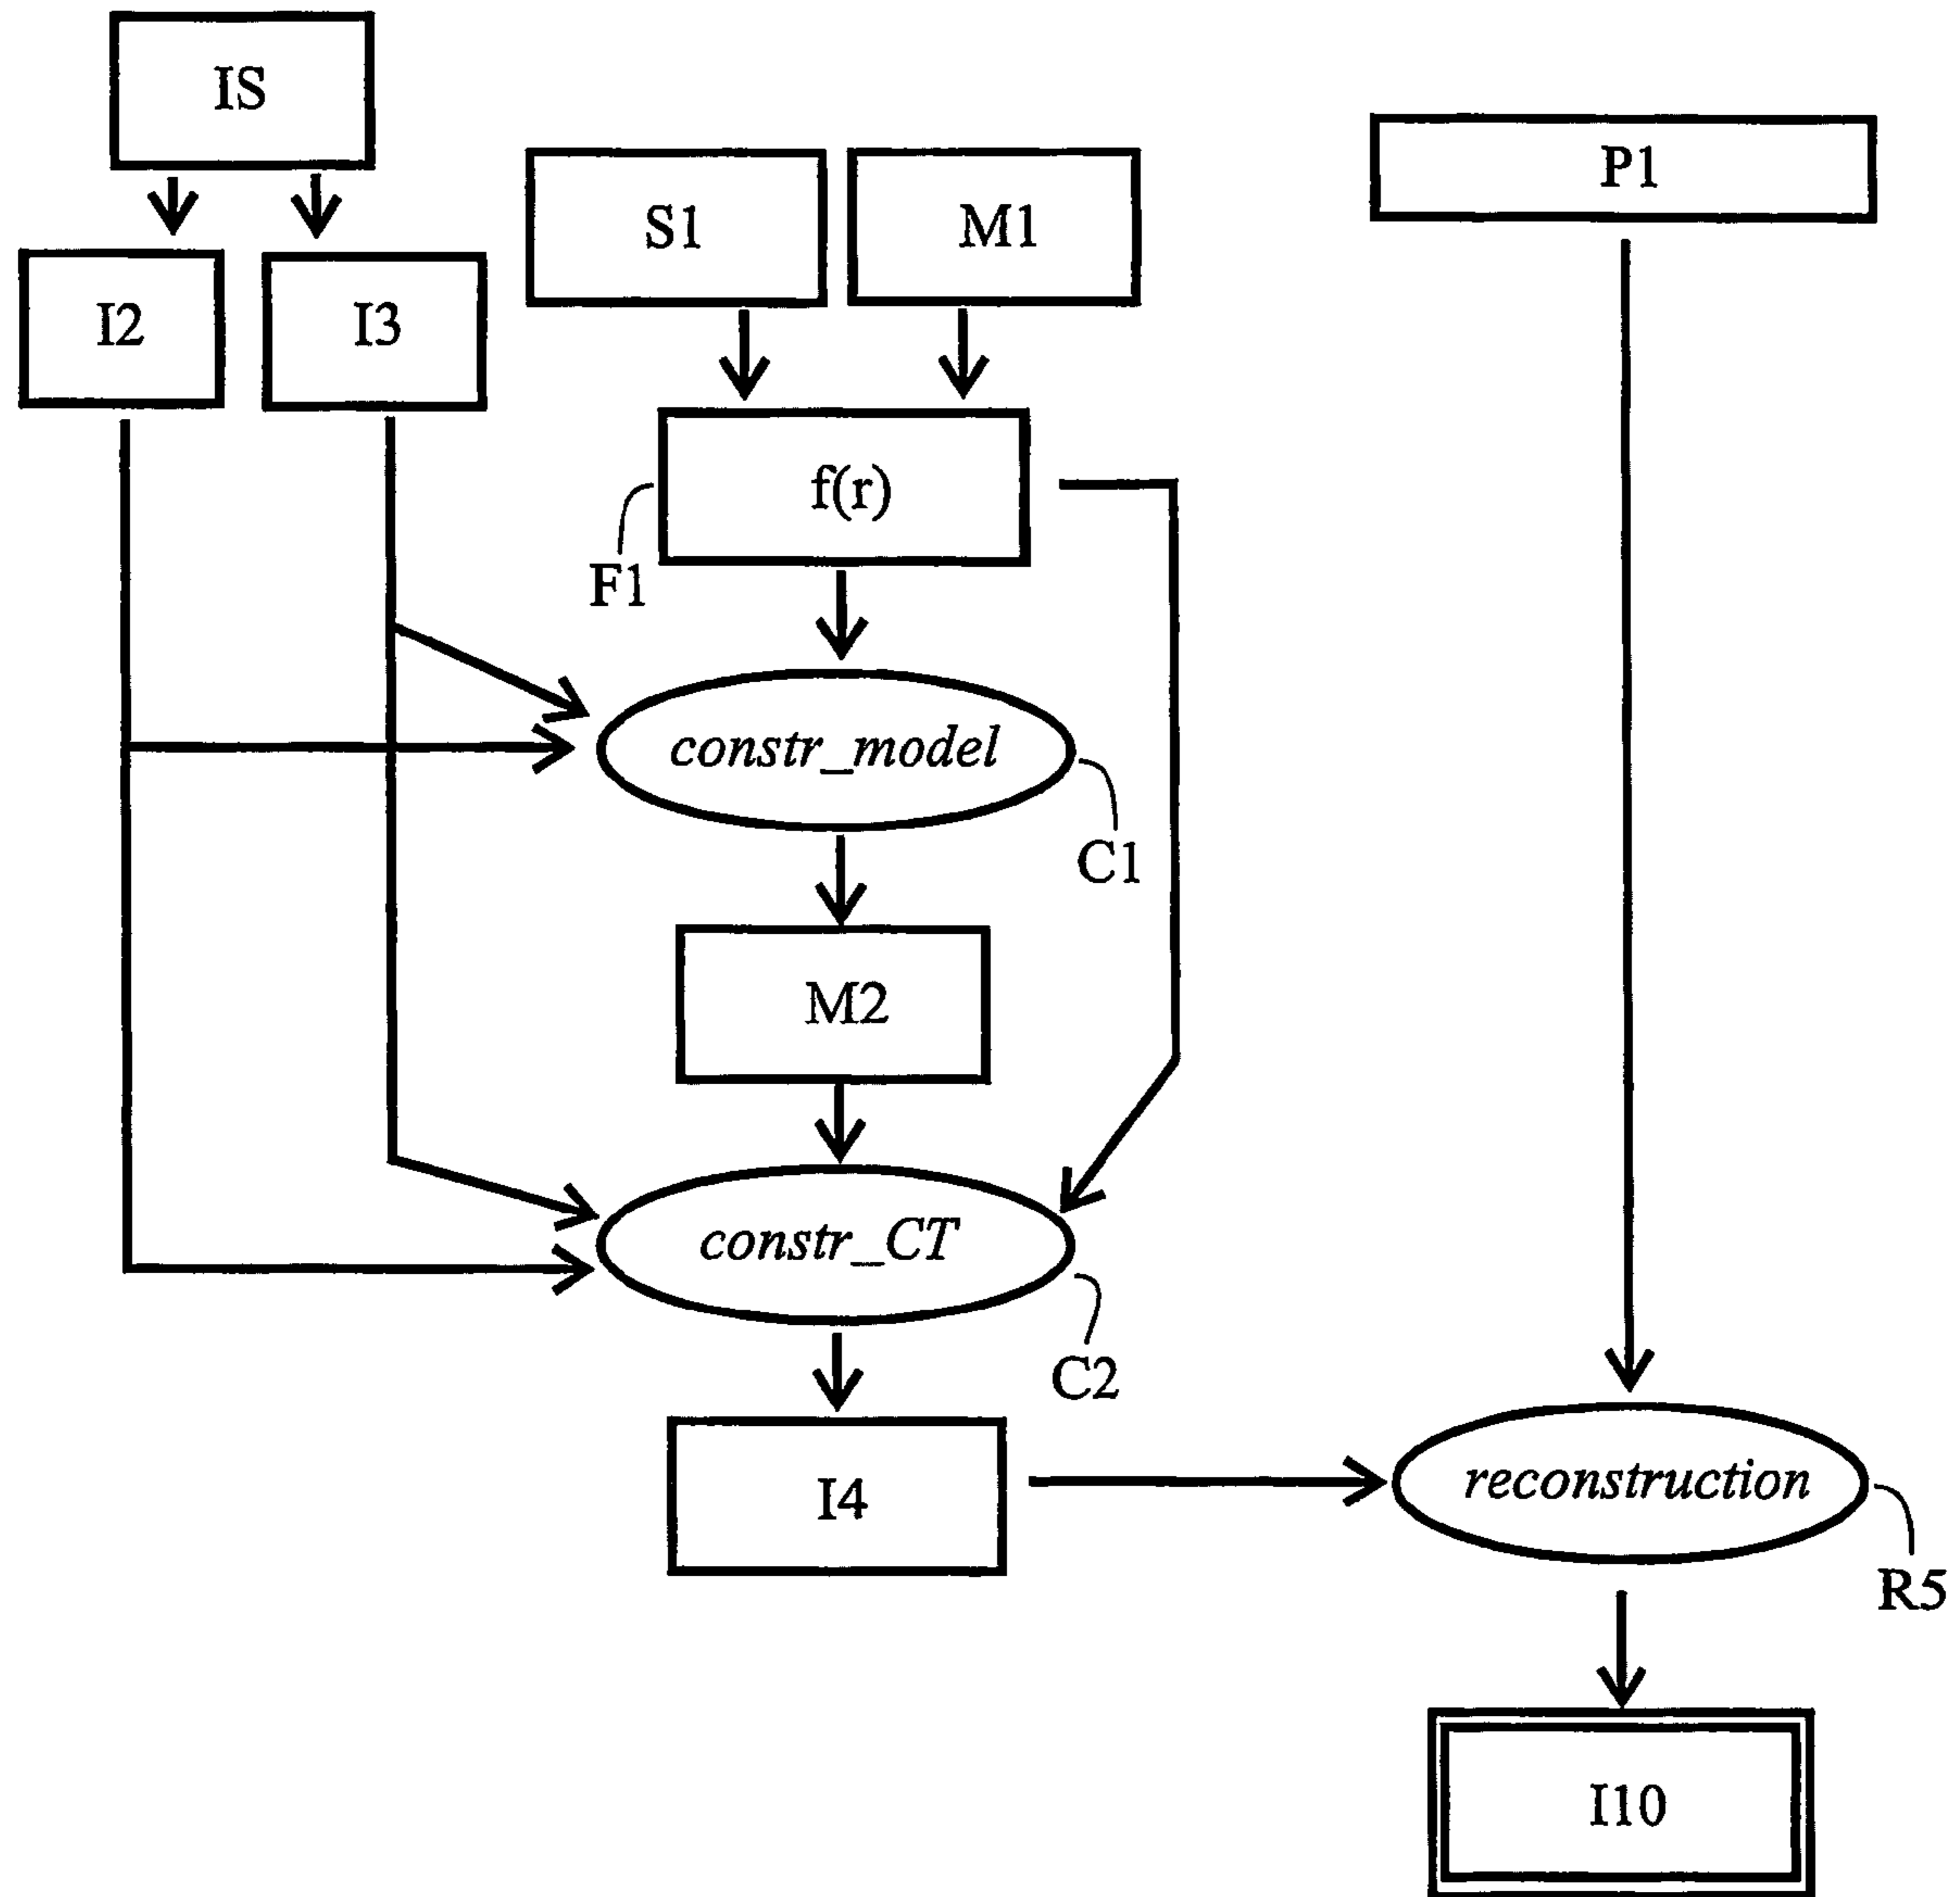 IS
P1
S1
M1
I2
I3
f(r)
F1
constr_model
C1
M2
constr_CT
C2
I4
reconstruction
R5
I10